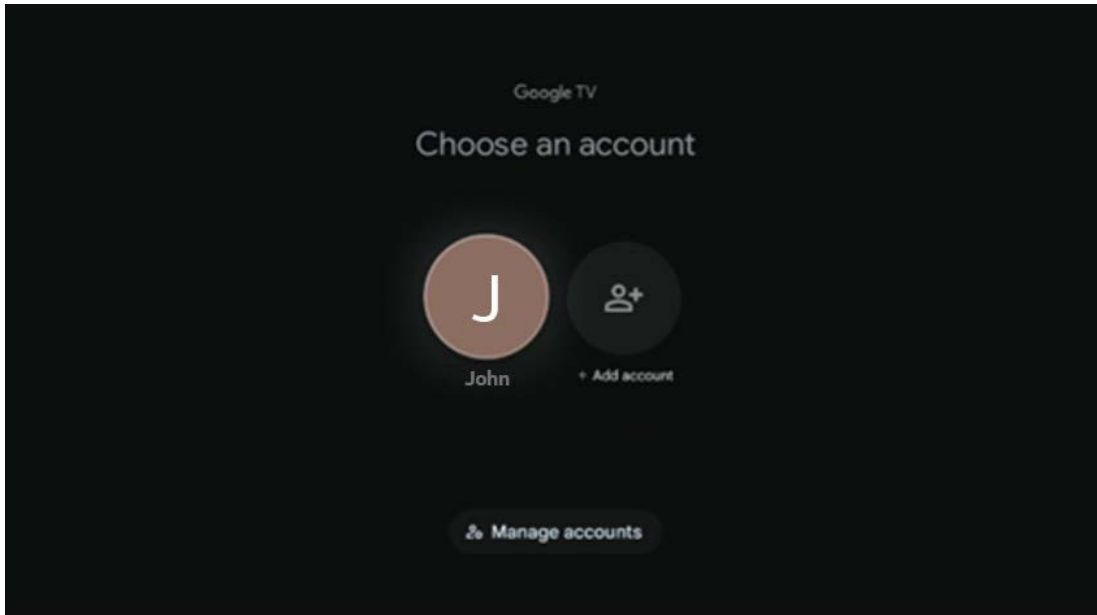 Google TV
Choose an account
J
John
+ Add account
Manage accounts